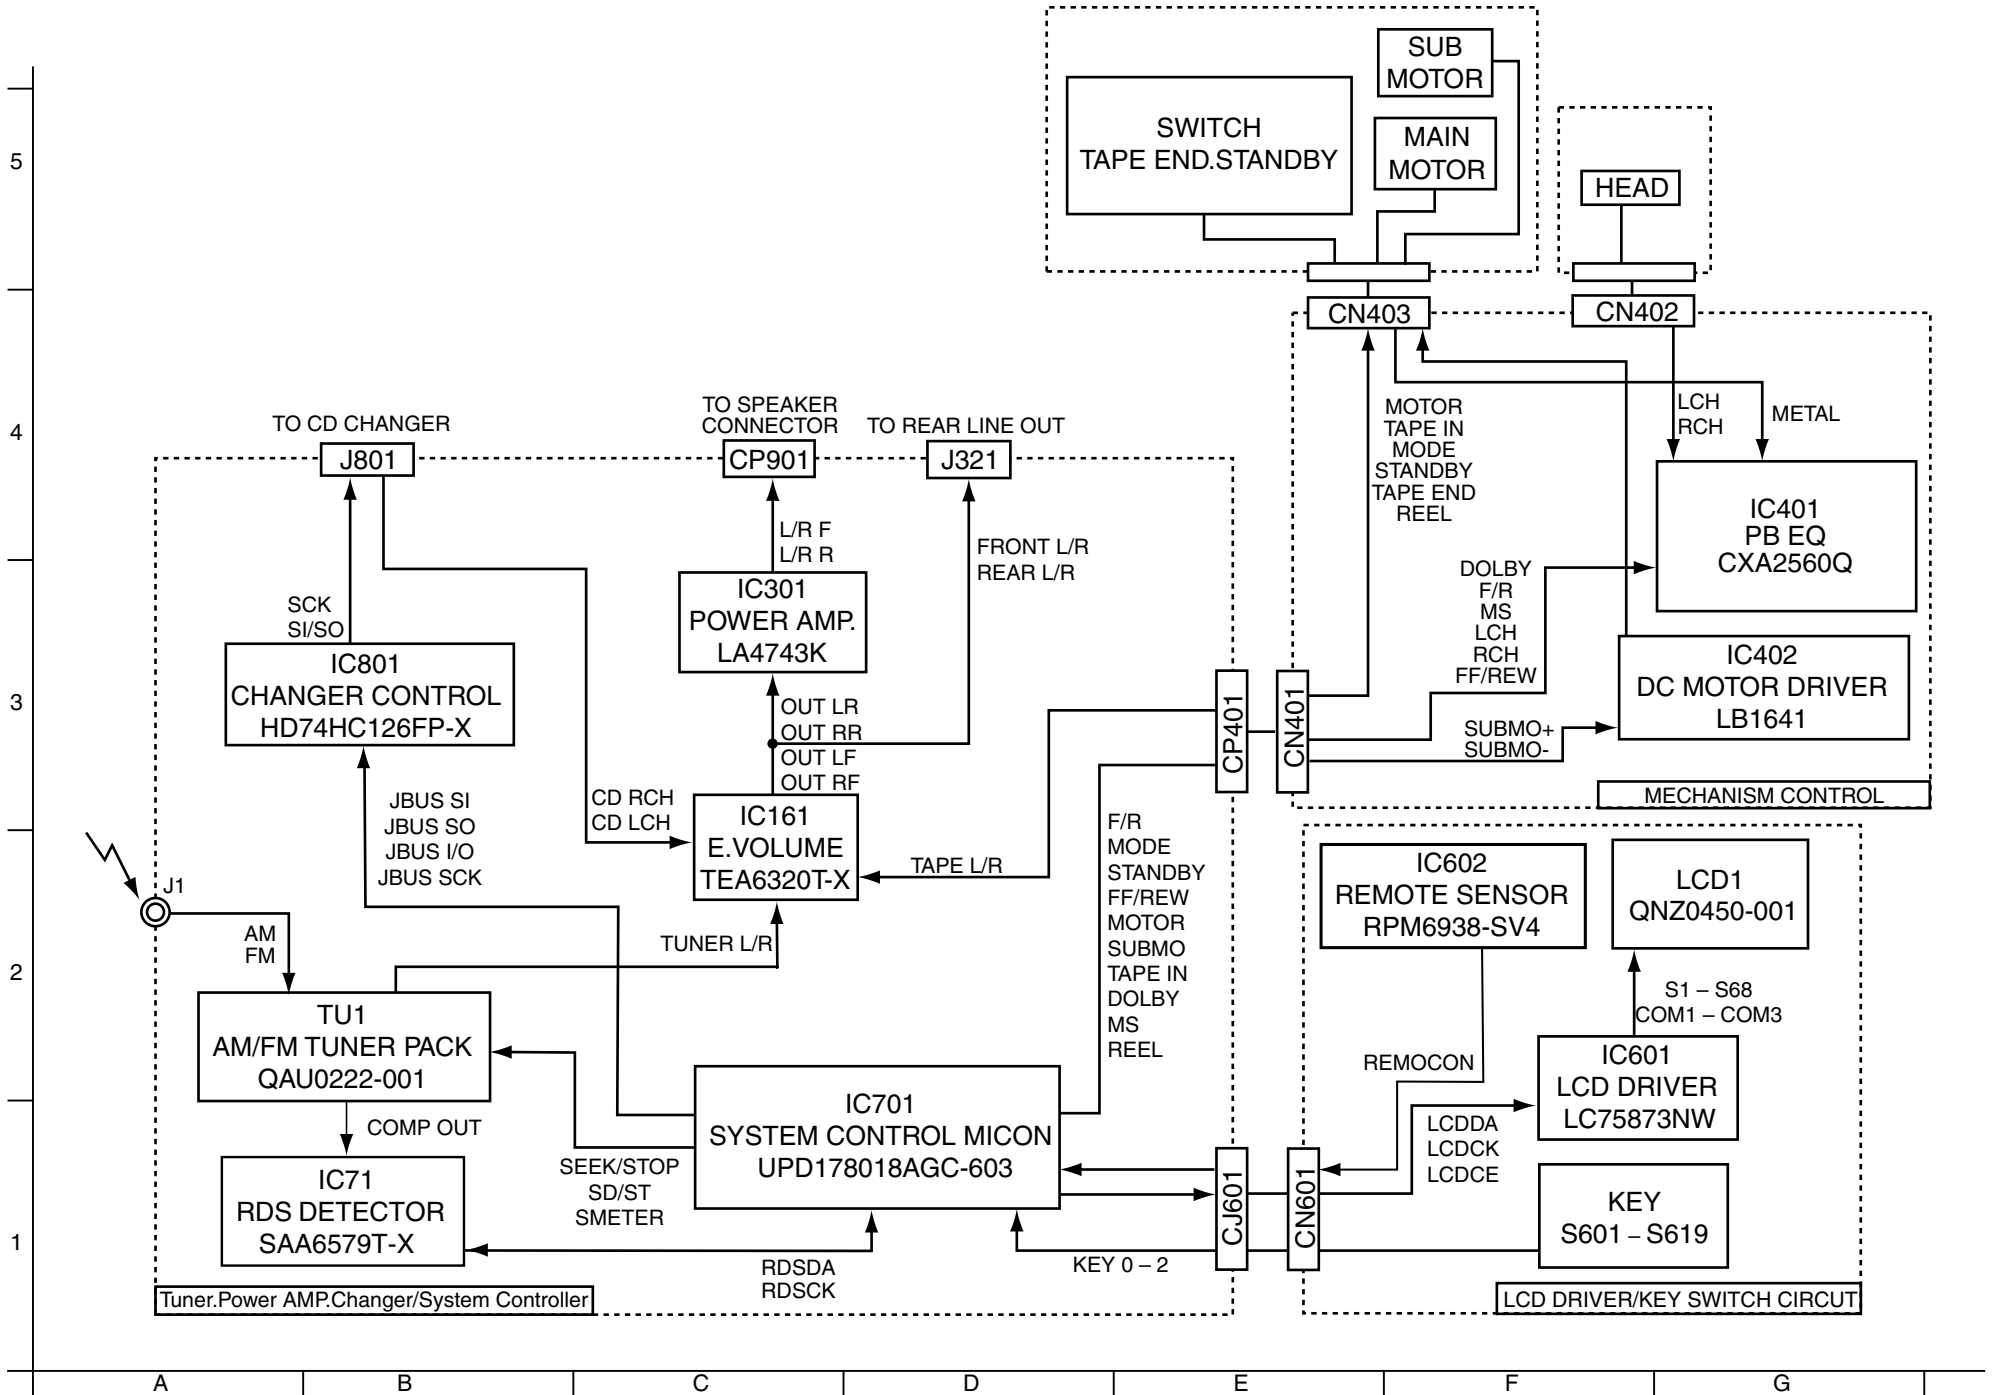 SUB
MOTOR
SWITCH
TAPE END.STANDBY
MAIN
MOTOR
HEAD
5
CN403
CN402
4
TO CD CHANGER
J801
TO SPEAKER
CONNECTOR
CP901
TO REAR LINE OUT
J321
MOTOR
TAPE IN
MODE
STANDBY
TAPE END
REEL
LCH
RCH
METAL
IC401
PB EQ
CXA2560Q
L/R F
L/R R
FRONT L/R
REAR L/R
DOLBY
F/R
MS
LCH
RCH
FF/REW
SCK
SI/SO
IC301
POWER AMP.
LA4743K
3
IC801
CHANGER CONTROL
HD74HC126FP-X
OUT LR
OUT RR
OUT LF
OUT RF
CP401
CN401
SUBMO+
SUBMO-
IC402
DC MOTOR DRIVER
LB1641
MECHANISM CONTROL
JBUS SI
JBUS SO
JBUS I/O
JBUS SCK
CD RCH
CD LCH
IC161
E.VOLUME
TEA6320T-X
TAPE L/R
F/R
MODE
STANDBY
FF/REW
MOTOR
SUBMO
TAPE IN
DOLBY
MS
REEL
IC602
REMOTE SENSOR
RPM6938-SV4
LCD1
QNZ0450-001
J1
AM
FM
TUNER L/R
2
TU1
AM/FM TUNER PACK
QAU0222-001
S1 – S68
COM1 – COM3
REMOCON
IC601
LCD DRIVER
LC75873NW
COMP OUT
IC701
SYSTEM CONTROL MICON
UPD178018AGC-603
LCDDA
LCDCK
LCDCE
SEEK/STOP
SD/ST
SMETER
CJ601
CN601
1
IC71
RDS DETECTOR
SAA6579T-X
KEY
S601 – S619
RDSDA
RDSCK
KEY 0 – 2
Tuner.Power AMP.Changer/System Controller
LCD DRIVER/KEY SWITCH CIRCUT
A B C D E F G